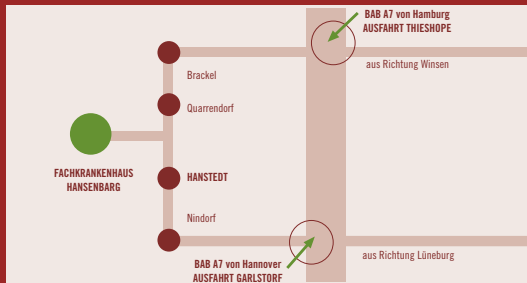 BAB A7 von Hamburg
AUSFAHRT THIESHOPE
aus Richtung Winsen
Brackel
Quarrendorf
FACHKRANKENHAUS
HANSENBARG
HANSTEDT
Nindorf
aus Richtung Lüneburg
BAB A7 von Hannover
AUSFAHRT GARLSTORF